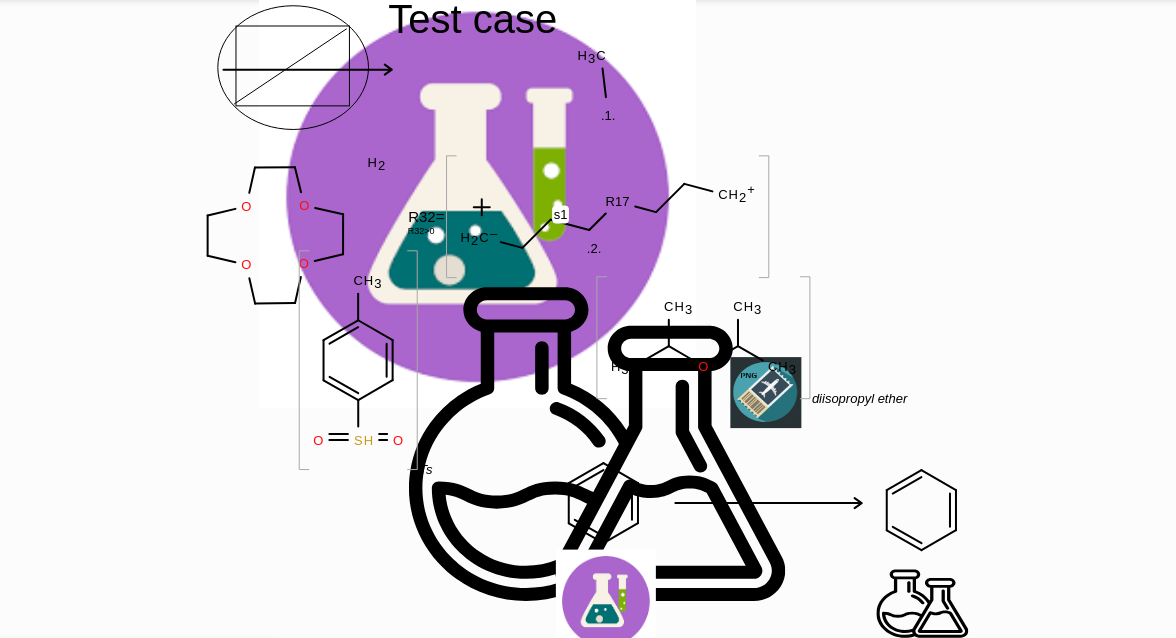 Test case
H3C
.1.
H2
CH2+
R17
O
O
s1
R32=
R32>0
+
H2C−
.2.
O
O
CH3
CH3
CH3
O
CH3
PNG
diisopropyl ether
O
SH
O
Ts